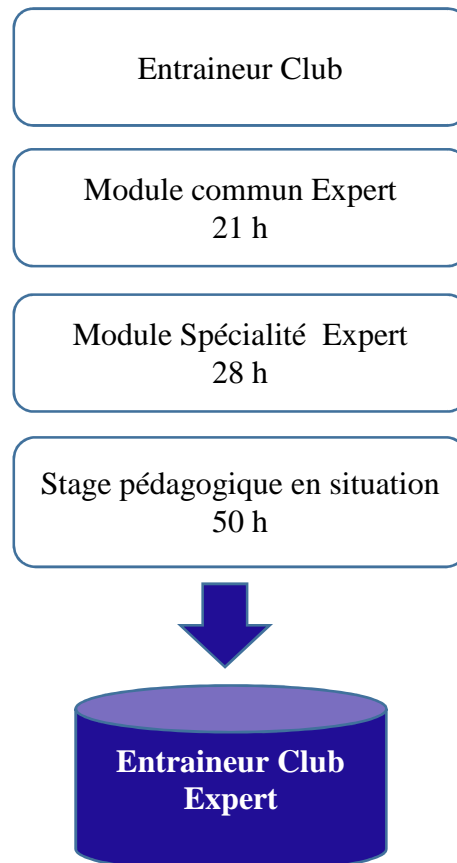 Entraineur Club
Module commun Expert
21 h
Module Spécialité Expert
28 h
Stage pédagogique en situation
50 h
Entraineur Club
Expert